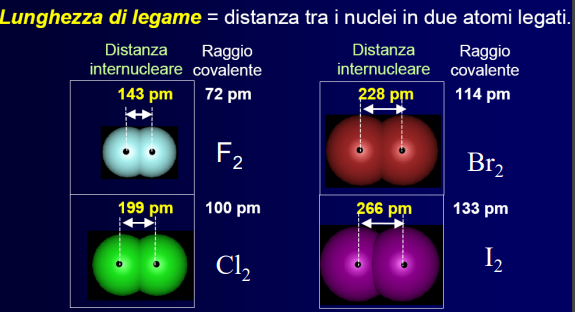 Lunghezza di legame = distanza tra i nuclei in due atomi legati.
Distanza internucleare
Raggio covalente
Distanza internucleare
Raggio covalente
143 pm
72 pm
F2
228 pm
114 pm
Br2
199 pm
100 pm
Cl2
266 pm
133 pm
I2